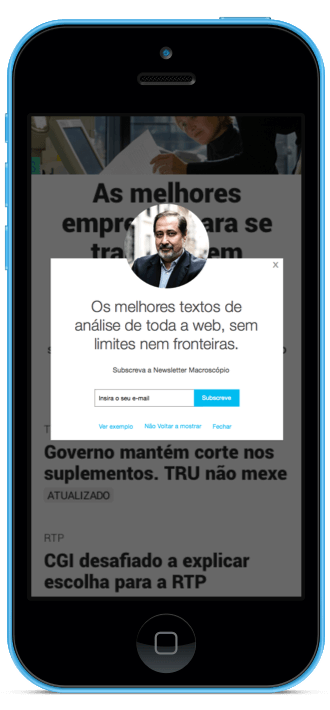 As melhores
x
Os melhores textos de
análise de toda a web, sem
limites nem fronteiras.
Subscreva a Newsletter Macroscópio
Insira o seu e-mail
Subscreve
Ver exemplo
Não Voltar a mostrar
Fechar
Governo mantém corte nos
suplementos. TRU não mexe
ATUALIZADO
RTP
CGI desafiado a explicar
escolha para a RTP